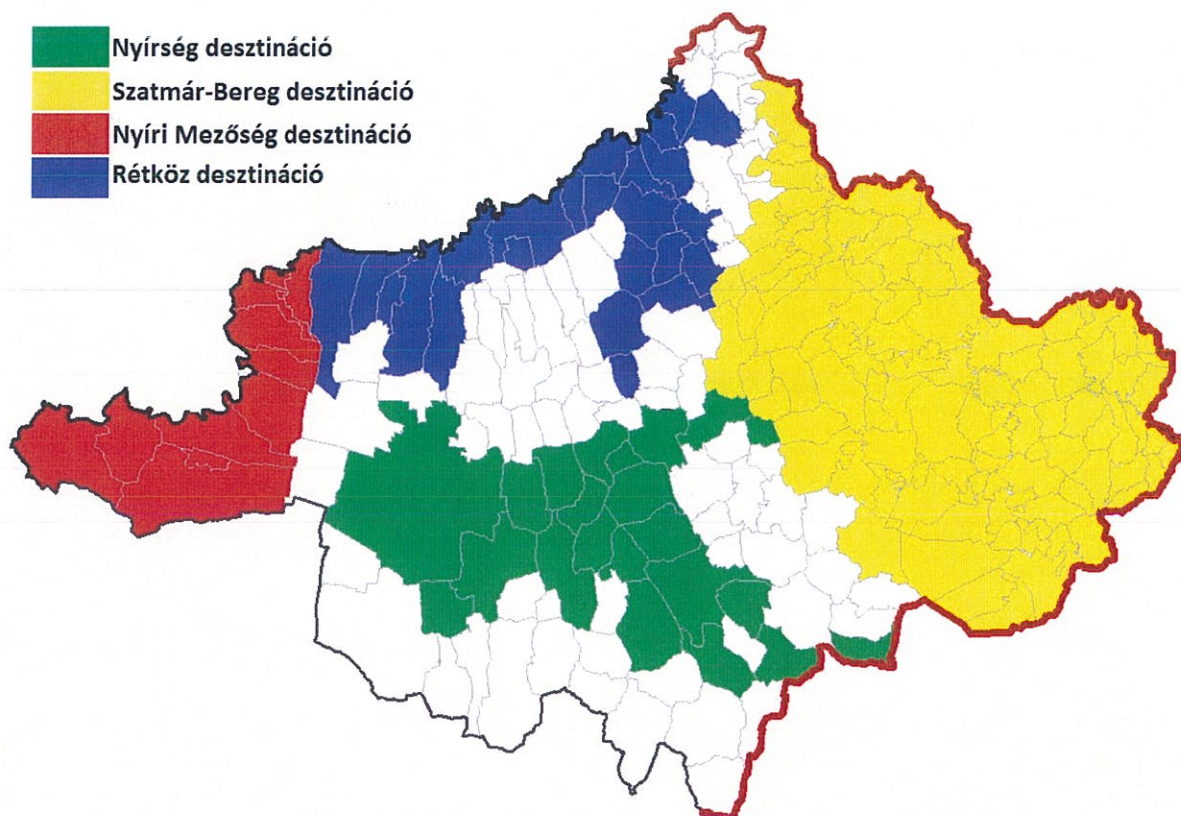 Nyírség desztináció
Szatmár-Bereg desztináció
Nyíri Mezőség desztináció
Rétköz desztináció